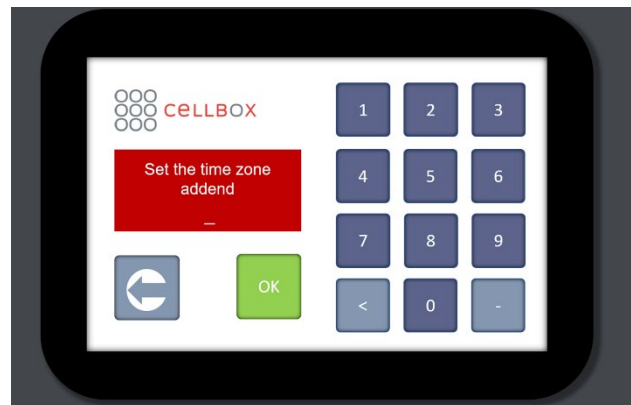 CELLBOX
Set the time zone
addend
_
OK
1 2 3
4 5 6
7 8 9
< 0 -